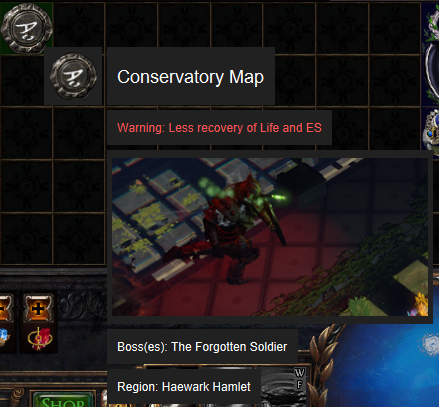 Conservatory Map
Warning: Less recovery of Life and ES
Boss(es): The Forgotten Soldier
Region: Haewark Hamlet
W
F
SHOP